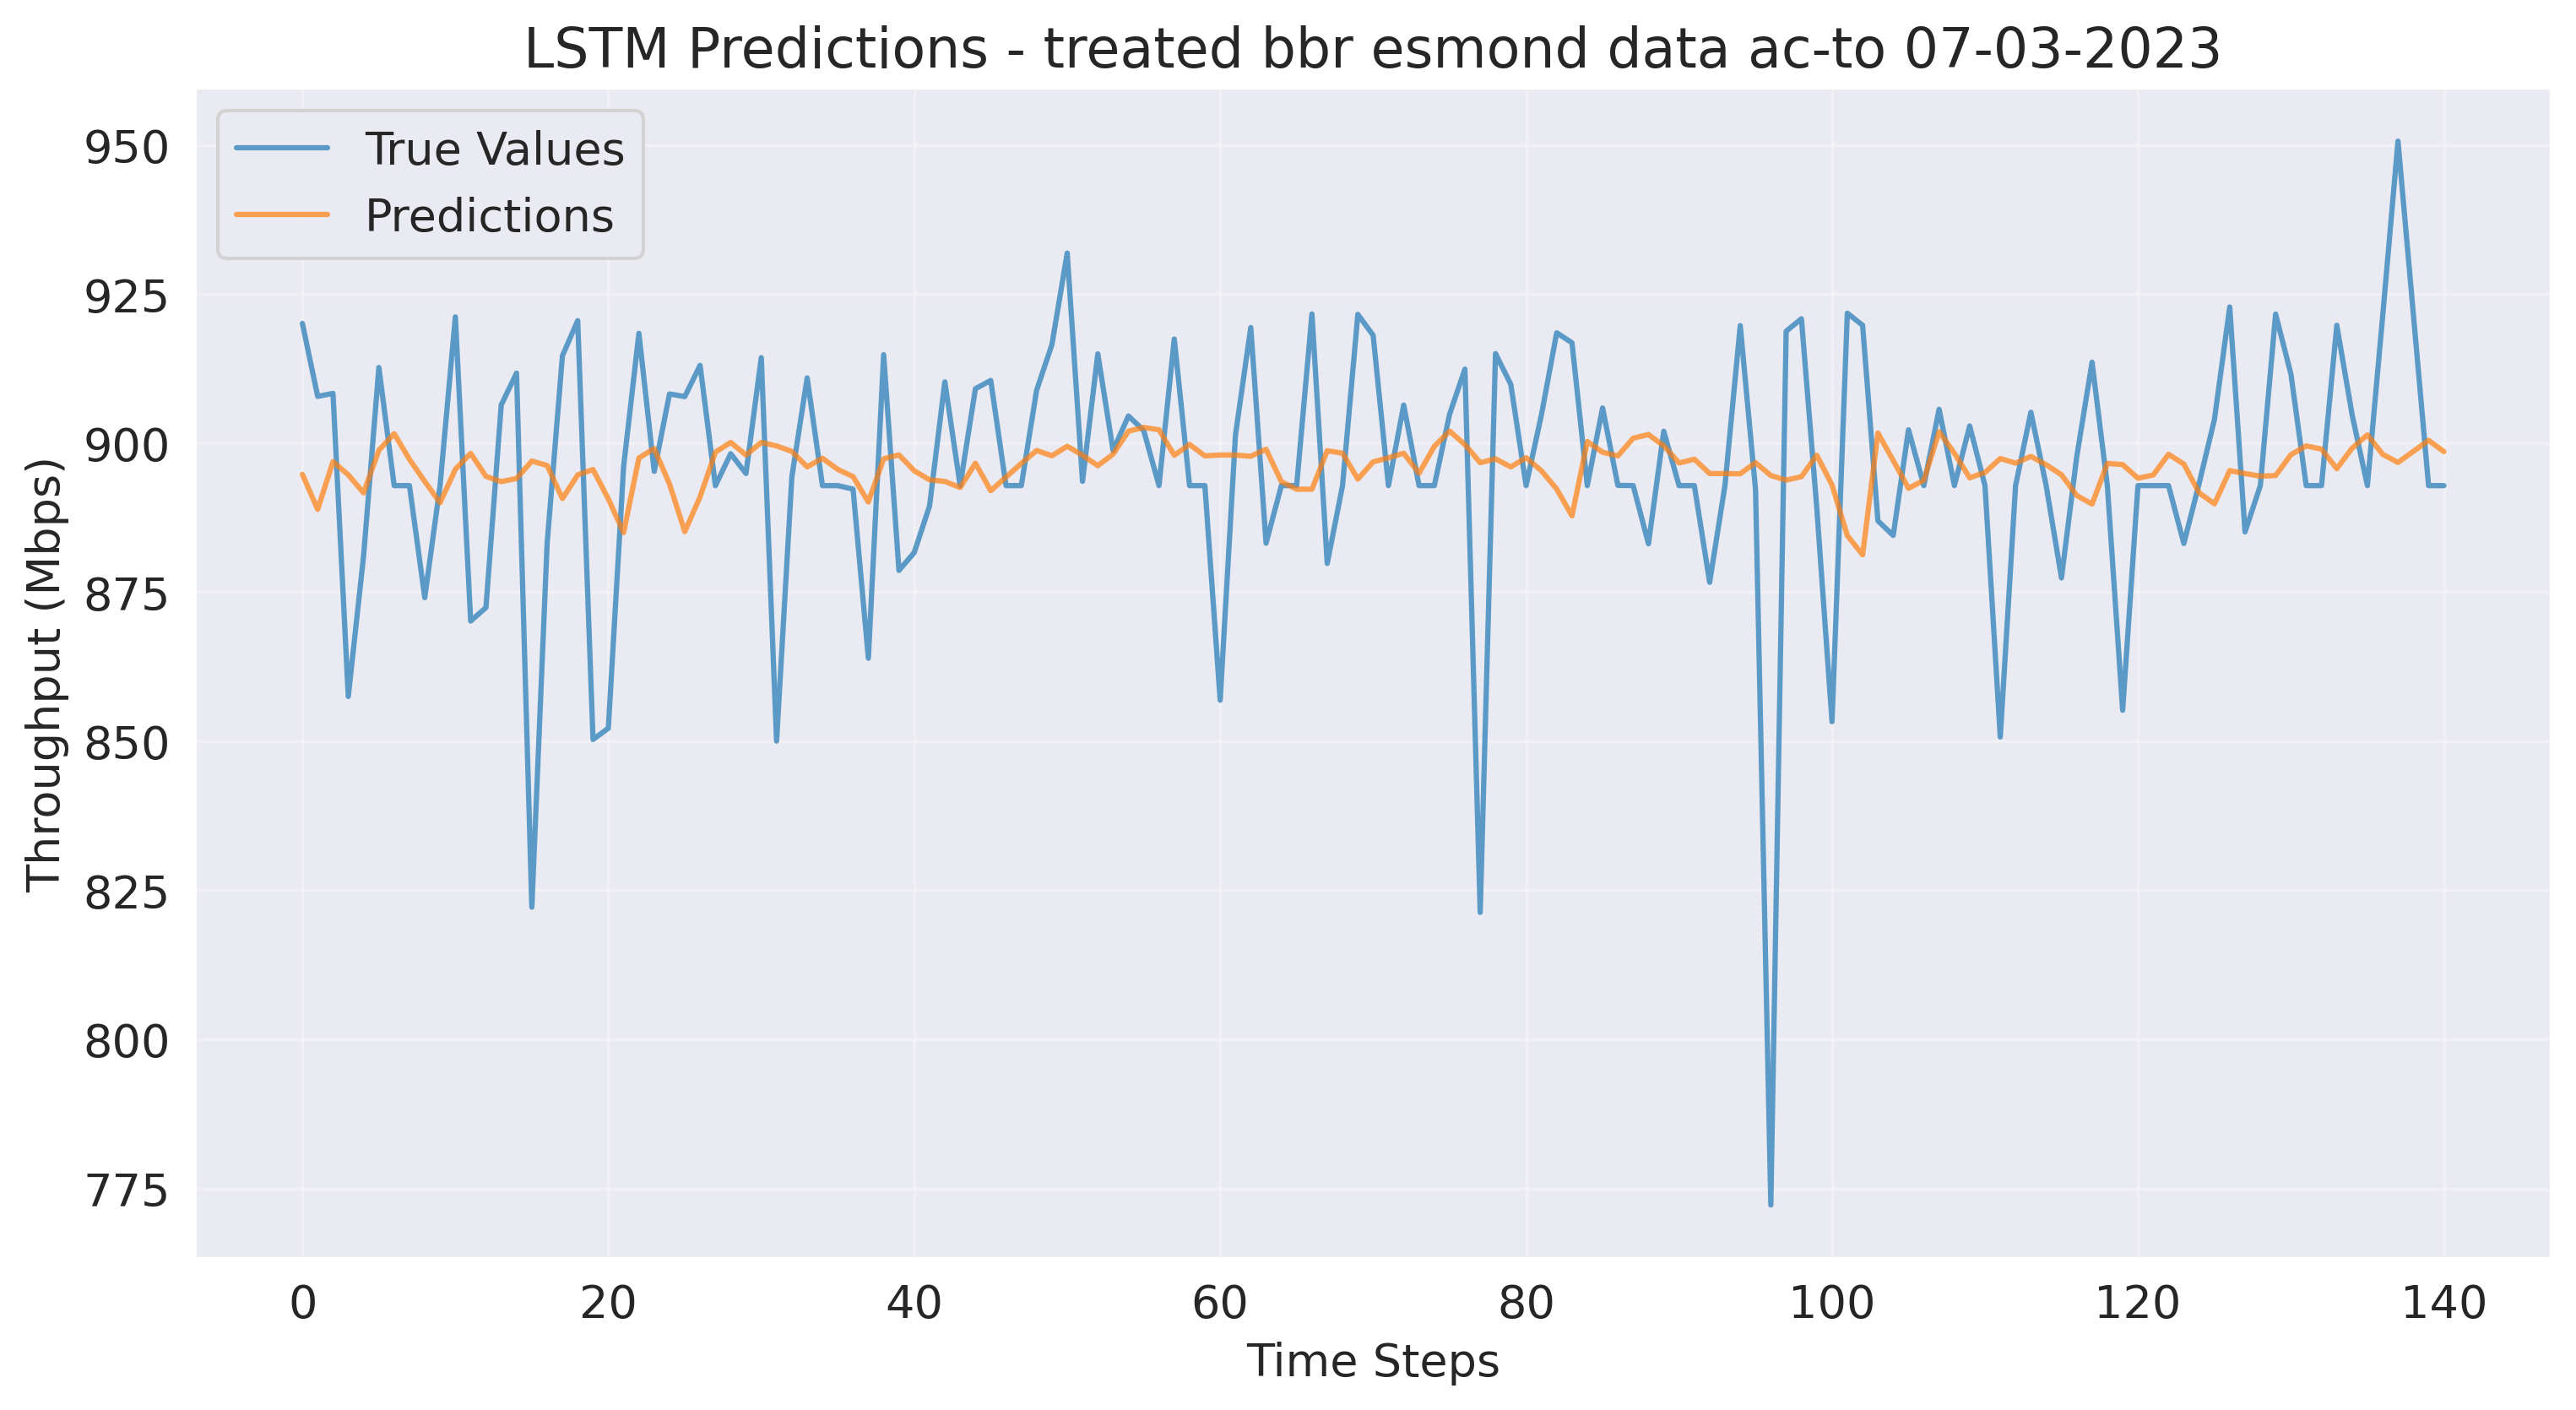 LSTM Predictions - treated bbr esmond data ac-to 07-03-2023
True Values
Predictions
Throughput (Mbps)
950
925
900
875
850
825
800
775
0 20 40 60 80 100 120 140
Time Steps